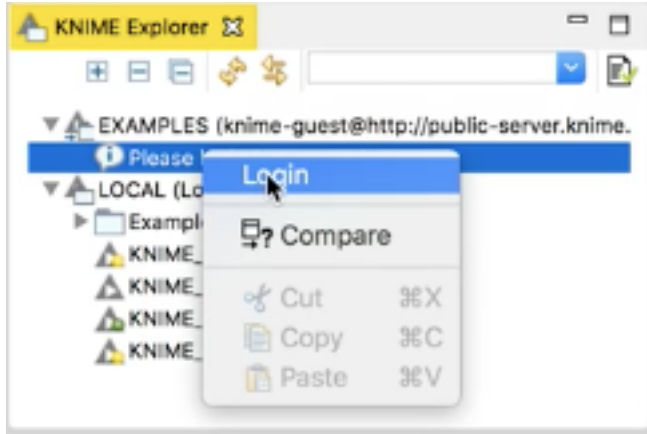 KNIME Explorer
EXAMPLES (knime-guest@http://public-server.knime.
Please
Login
LOCAL (Lo
Exampl
Compare
KNIME_
KNIME_
Cut ⌘X
KNIME_
Copy ⌘C
KNIME_
Paste ⌘V